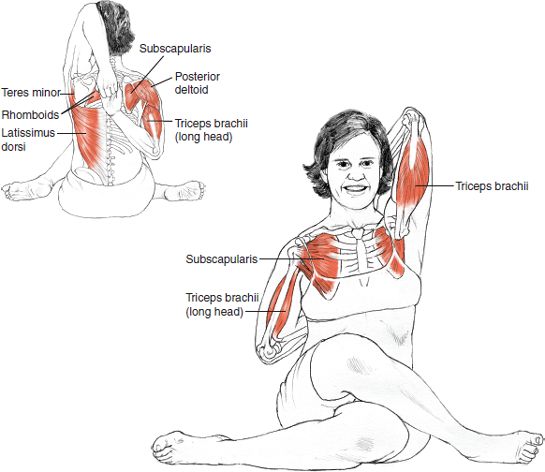 Subscapularis
Posterior
deltoid
Teres minor
Rhomboids
Latissimus
dorsi
Triceps brachii
(long head)
Triceps brachii
Subscapularis
Triceps brachii
(long head)